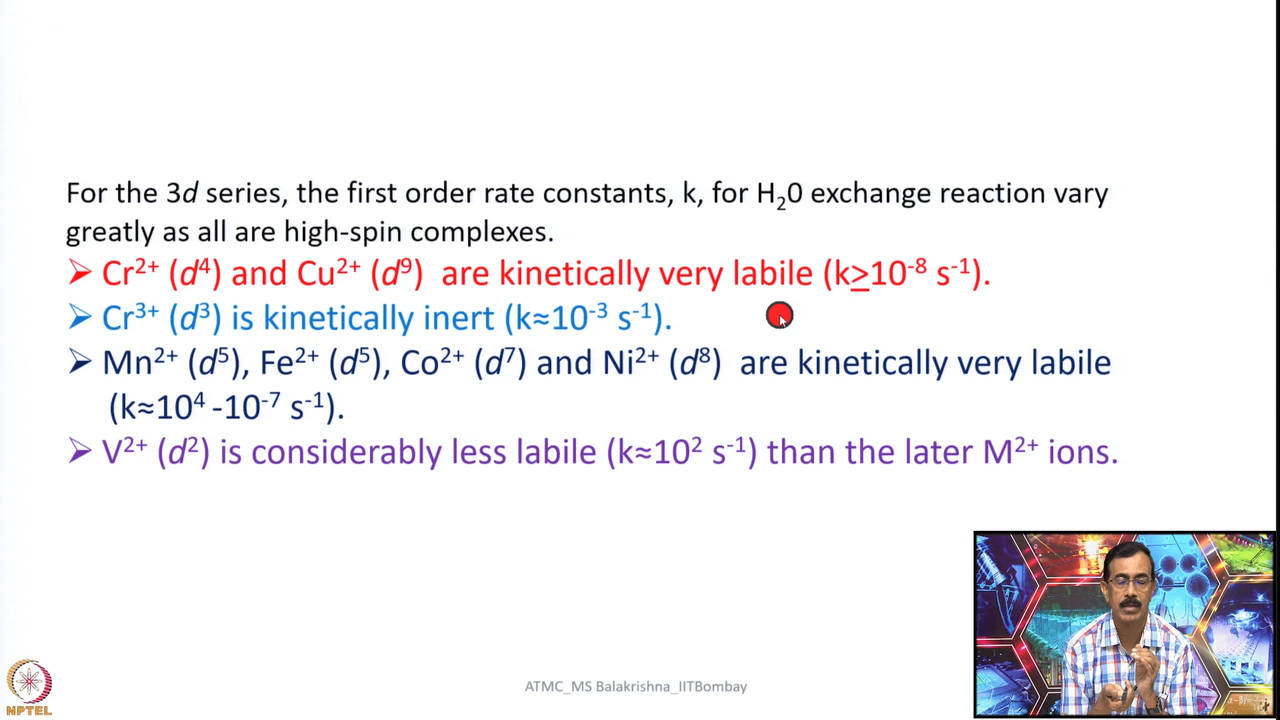 For the 3d series, the first order rate constants, k, for H₂0 exchange reaction vary
greatly as all are high-spin complexes.
➢ Cr²⁺ (d⁴) and Cu²⁺ (d⁹) are kinetically very labile (k≥10⁻⁸ s⁻¹).
➢ Cr³⁺ (d³) is kinetically inert (k≈10⁻³ s⁻¹).
➢ Mn²⁺ (d⁵), Fe²⁺ (d⁵), Co²⁺ (d⁷) and Ni²⁺ (d⁸) are kinetically very labile
(k≈10⁴ -10⁻⁷ s⁻¹).
➢ V²⁺ (d²) is considerably less labile (k≈10² s⁻¹) than the later M²⁺ ions.
ATMC_MS Balakrishna_IITBombay
NPTEL